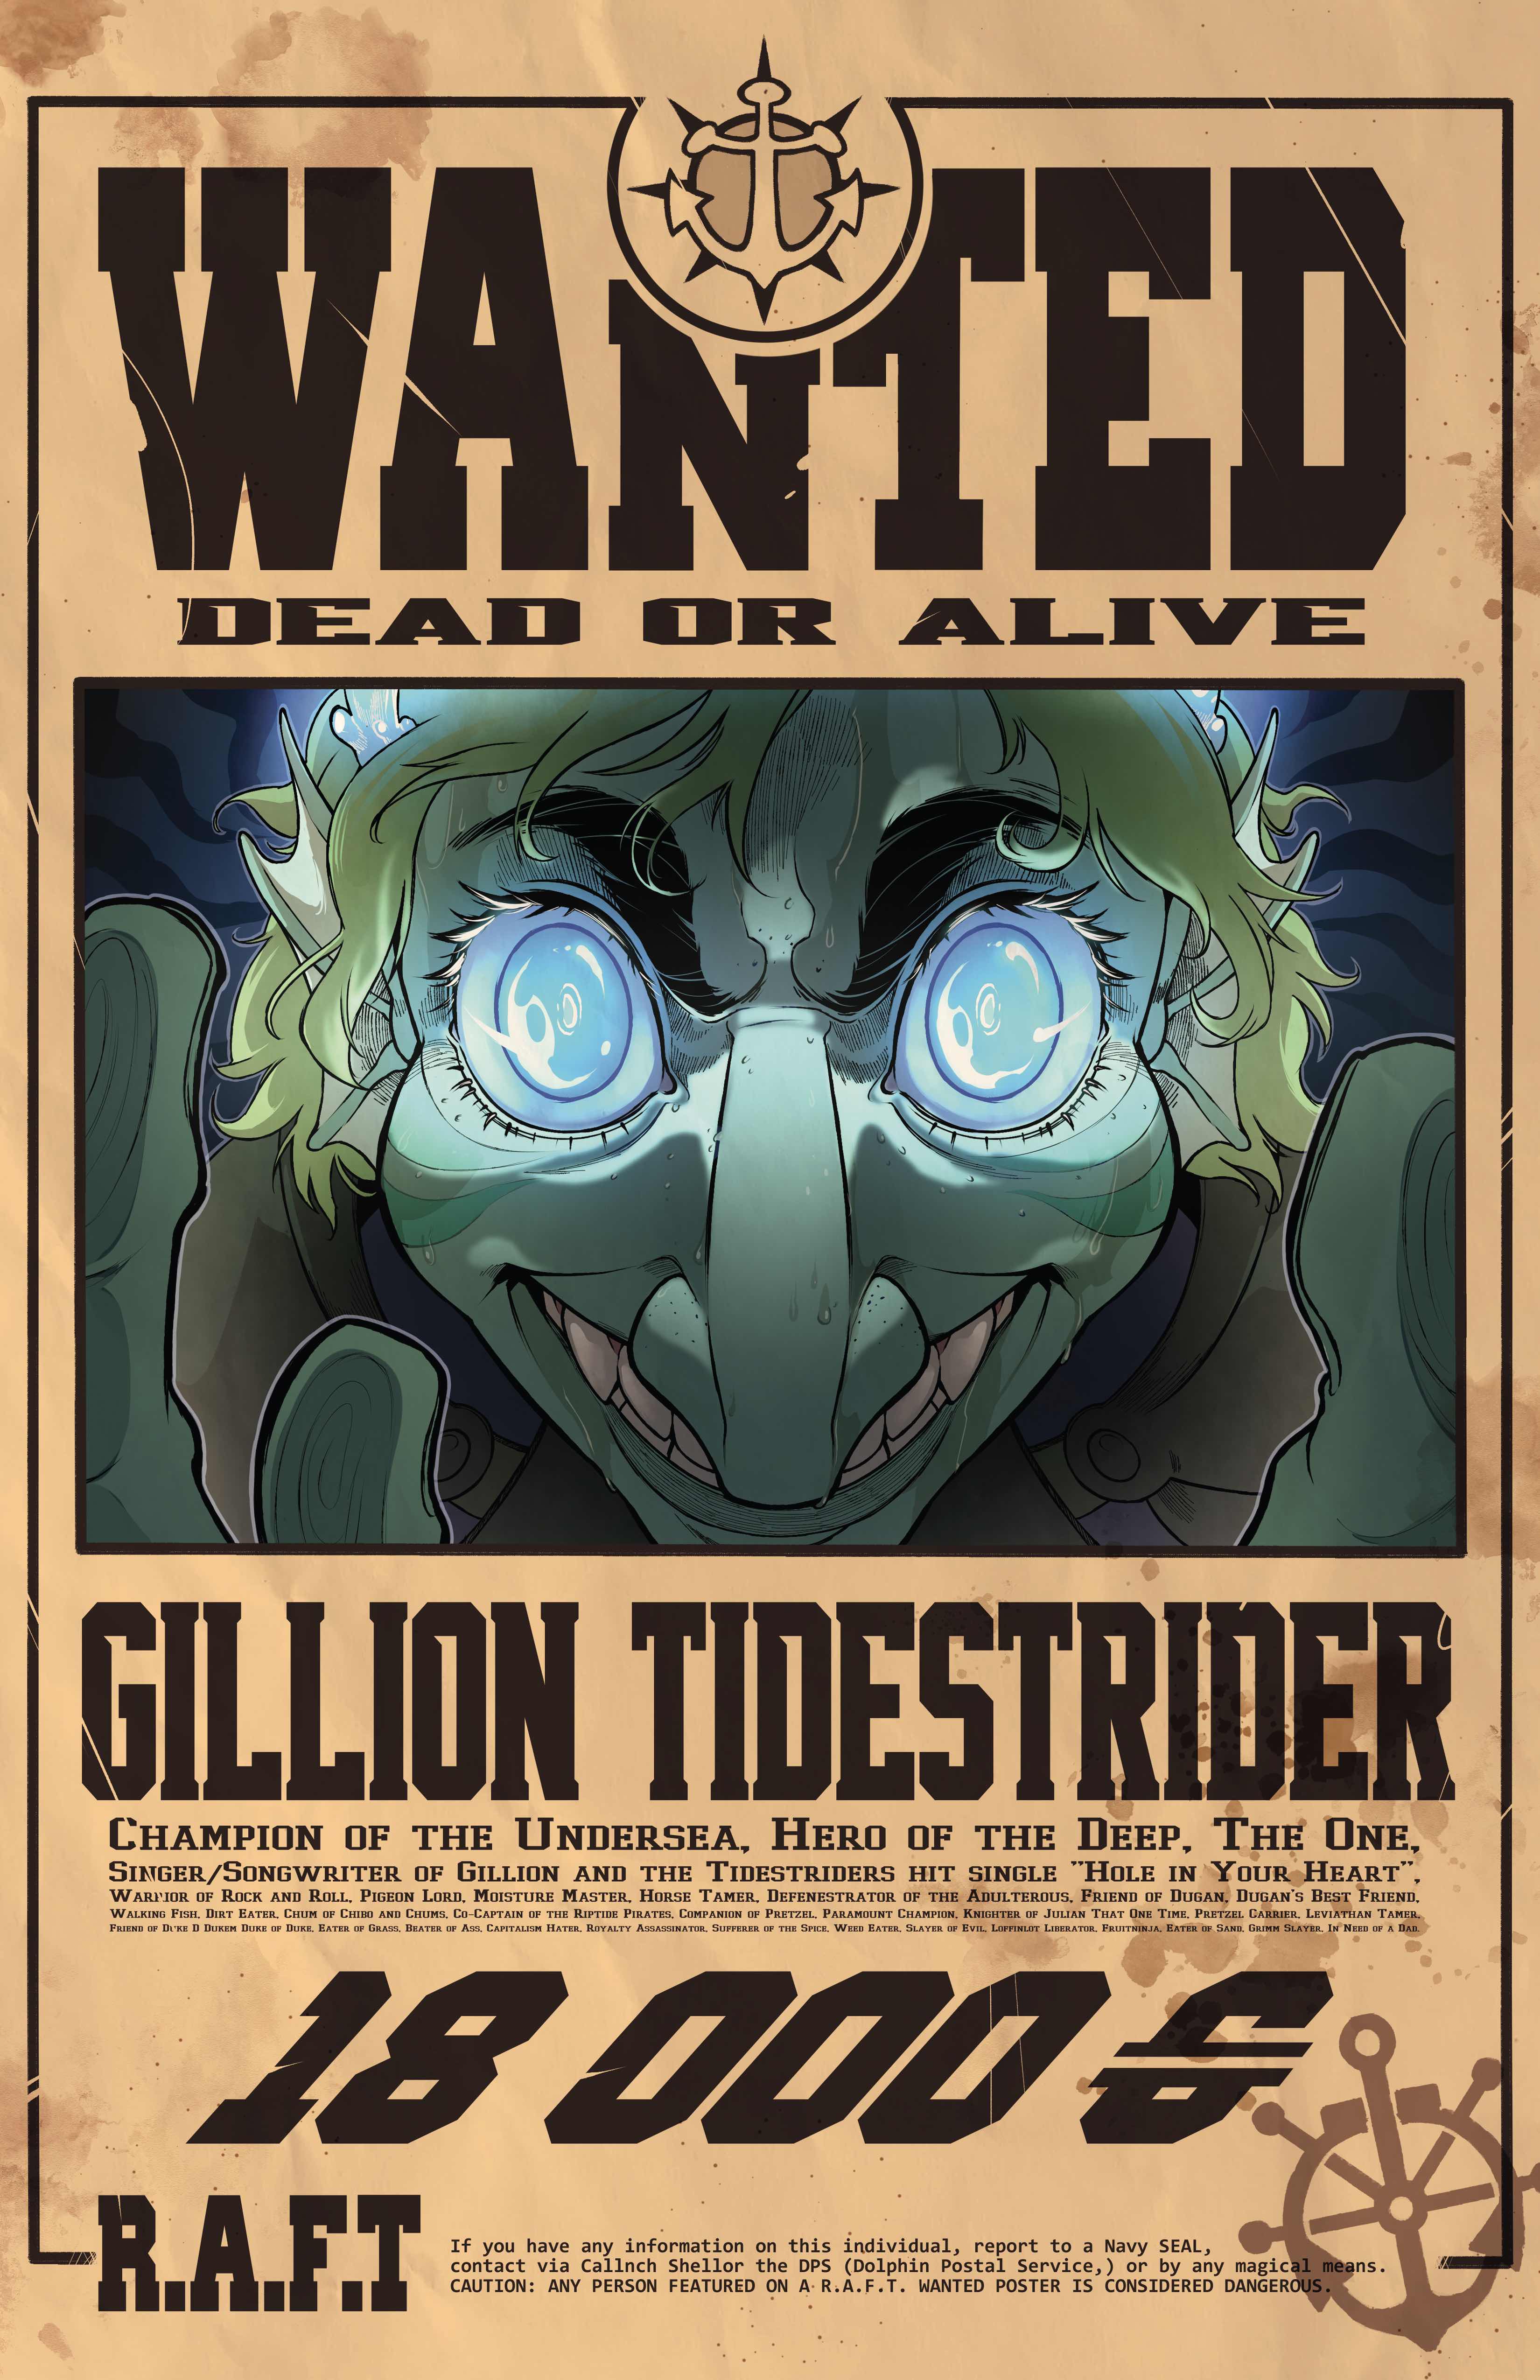 WANTED
DEAD OR ALIVE
GILLION TIDESTRIDER
CHAMPION OF THE UNDERSEA, HERO OF THE DEEP, THE ONE,
SINGER/SONGWRITER OF GILLION AND THE TIDESTRIDERS HIT SINGLE "HOLE IN YOUR HEART",
WARRIOR OF ROCK AND ROLL, PIGEON LORD, MOISTURE MASTER, HORSE TAMER, DEFENESTRATOR OF THE ADULTEROUS, FRIEND OF DUGAN, DUGAN'S BEST FRIEND,
WALKING FISH, DIRT EATER, CHUM OF CHIBO AND CHUMS, CO-CAPTAIN OF THE RIPTIDE PIRATES, COMPANION OF PRETZEL, PARAMOUNT CHAMPION, KNIGHTER OF JULIAN THAT ONE TIME, PRETZEL CARRIER, LEVIATHAN TAMER,
FRIEND OF DUKE D DUKEM DUKE OF DUKE, EATER OF GRASS, BEATER OF ASS, CAPITALISM HATER, ROYALTY ASSASSINATOR, SUFFERER OF THE SPICE, WEED EATER, SLAYER OF EVIL, LOFFINLOT LIBERATOR, FRUITNINJA, EATER OF SAND, GRIMM SLAYER, IN NEED OF A DAD.
18 000
R.A.F.T
If you have any information on this individual, report to a Navy SEAL,
contact via Callnch Shellor the DPS (Dolphin Postal Service,) or by any magical means.
CAUTION: ANY PERSON FEATURED ON A R.A.F.T. WANTED POSTER IS CONSIDERED DANGEROUS.